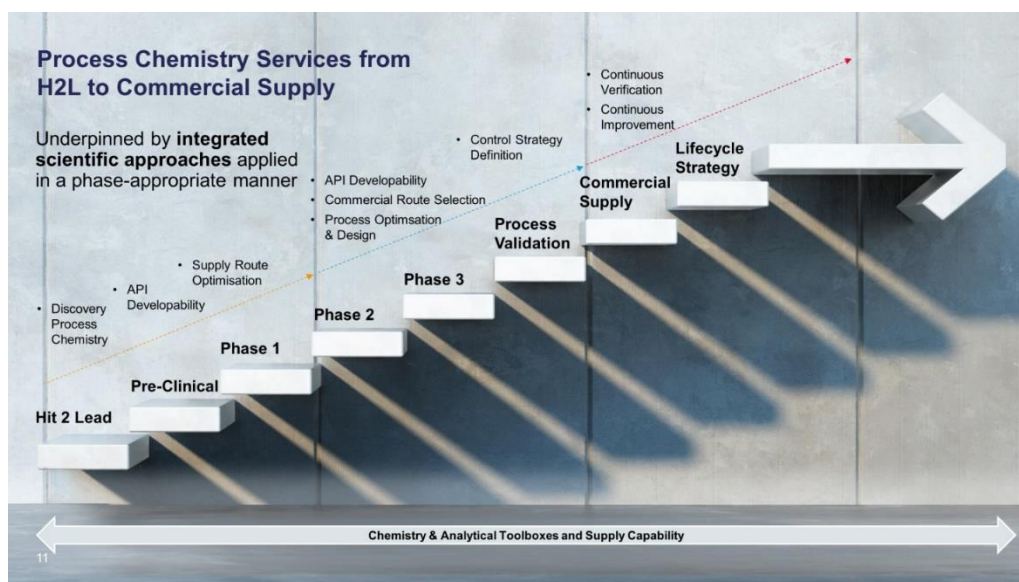 Process Chemistry Services from
H2L to Commercial Supply
Underpinned by integrated
scientific approaches applied
in a phase-appropriate manner
• Discovery
Process
Chemistry
• API
Developability
• Supply Route
Optimisation
• API Developability
• Commercial Route Selection
• Process Optimsation
& Design
• Control Strategy
Definition
• Continuous
Verification
• Continuous
Improvement
Hit 2 Lead
Pre-Clinical
Phase 1
Phase 2
Phase 3
Process
Validation
Commercial
Supply
Lifecycle
Strategy
Chemistry & Analytical Toolboxes and Supply Capability
11